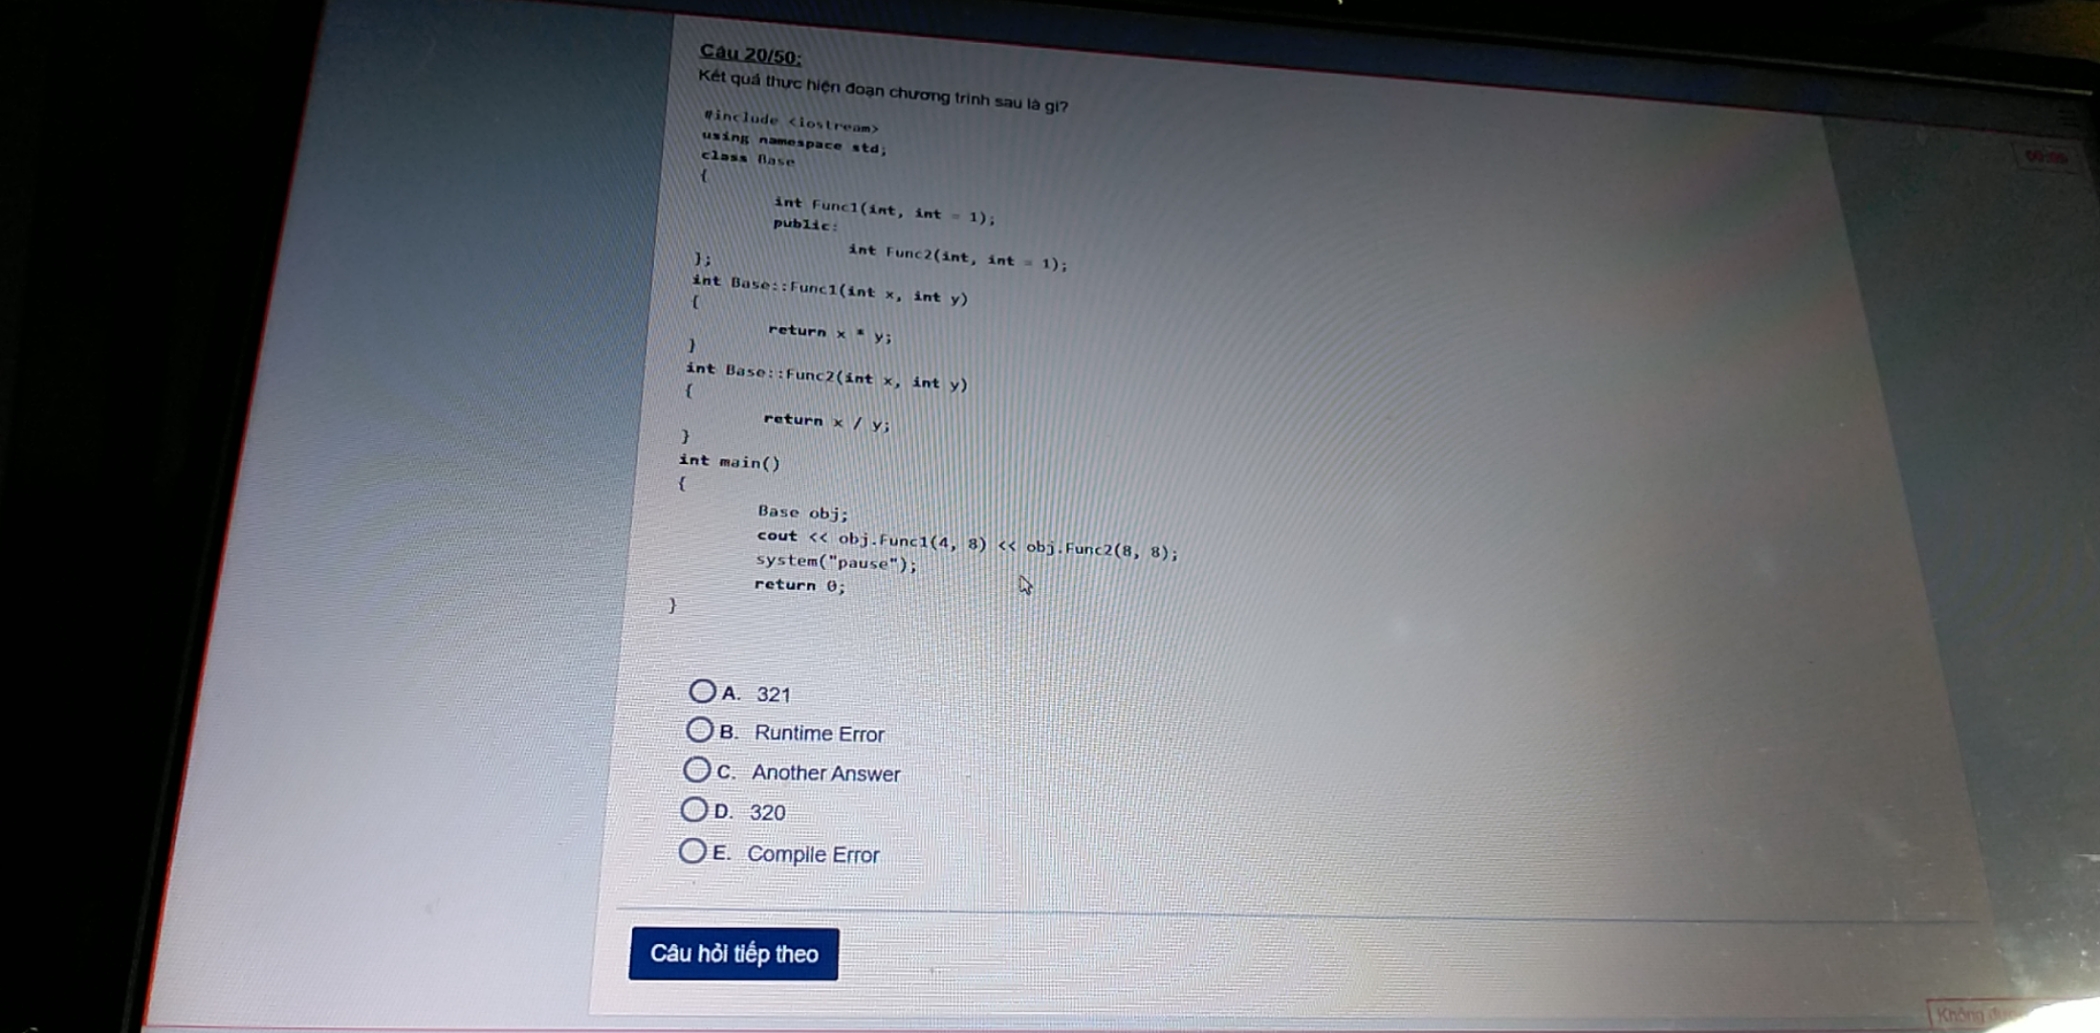 Câu 20/50:
Kết quả thực hiện đoạn chương trình sau là gì?
#include <iostream>
using namespace std;
class Base
{
int Func1(int, int = 1);
public:
int Func2(int, int = 1);
};
int Base::Func1(int x, int y)
{
return x * y;
}
int Base::Func2(int x, int y)
{
return x / y;
}
int main()
{
Base obj;
cout << obj.Func1(4, 8) << obj.Func2(8, 8);
system("pause");
return 0;
}
A. 321
B. Runtime Error
C. Another Answer
D. 320
E. Compile Error
Câu hỏi tiếp theo
Không